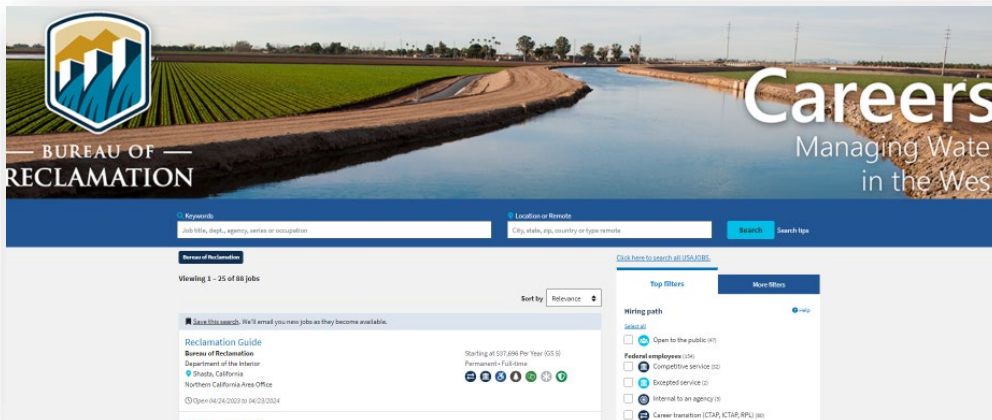 BUREAU OF
RECLAMATION
Careers
Managing Wate
in the Wes
Keywords
Job title, dept., agency, series or occupation
Location or Remote
City, state, zip, country or type remote
Search
Search tips
Bureau of Reclamation
Click here to search all USAJOBS.
Viewing 1 – 25 of 88 jobs
Top filters
More filters
Sort by
Relevance
Hiring path
Help
Save this search. We'll email you new jobs as they become available.
Select all
Open to the public (47)
Reclamation Guide
Bureau of Reclamation
Department of the Interior
Shasta, California
Northern California Area Office
Open 04/24/2023 to 04/23/2024
Starting at $37,696 Per Year (GS 5)
Permanent • Full-time
Federal employees (154)
Competitive service (52)
Excepted service (2)
Internal to an agency (5)
Career transition (CTAP, ICTAP, RPL) (80)